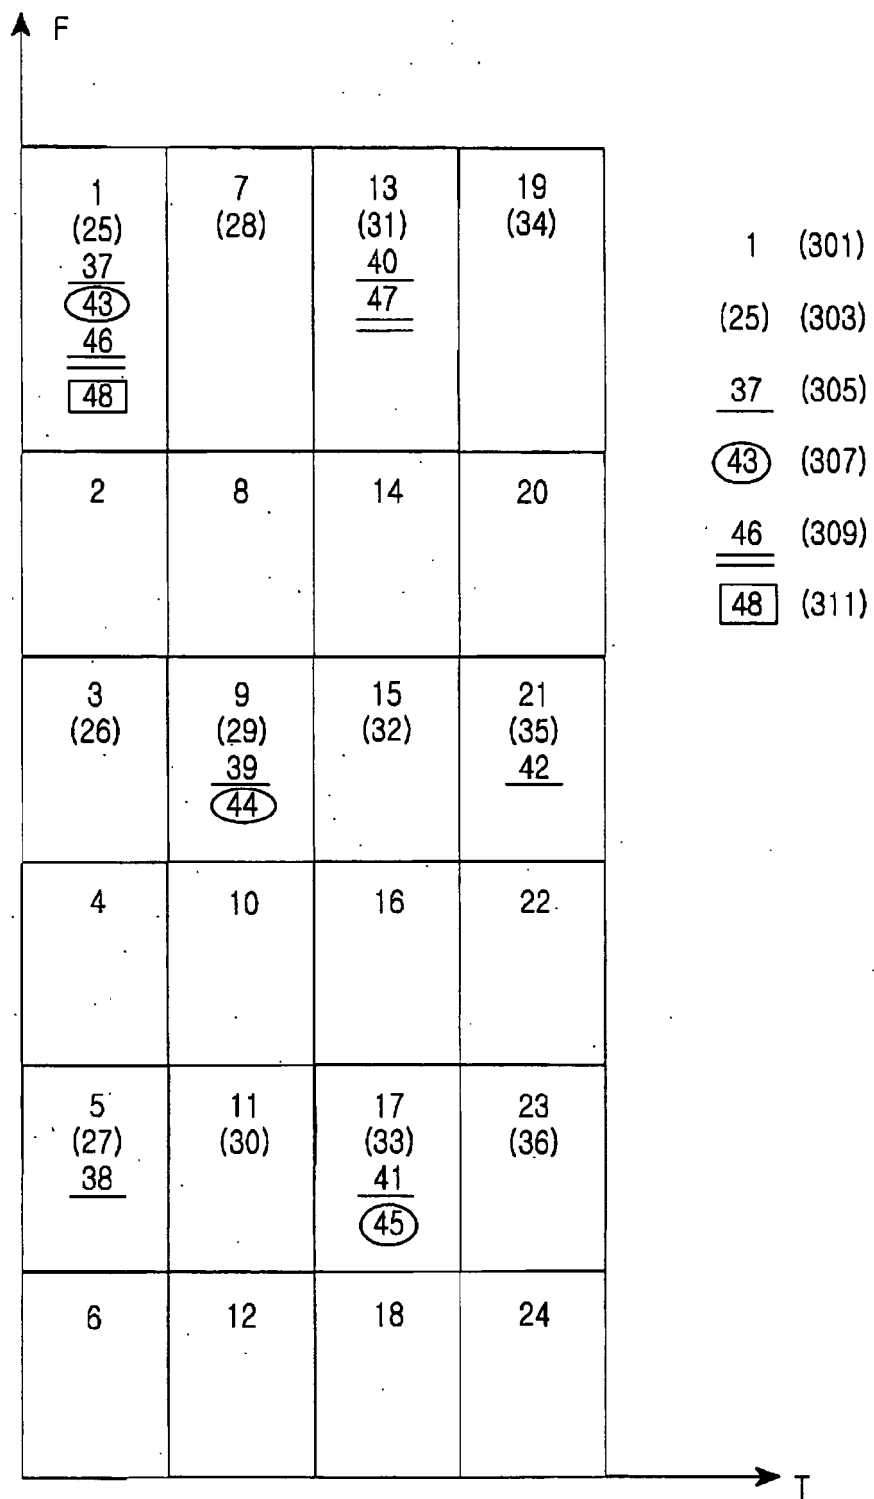 F
1 7 13 19
(25) (28) (31) (34)
37 40
43 47
46
48
2 8 14 20
3 9 15 21
(26) (29) (32) (35)
39 42
44
4 10 16 22
5 11 17 23
(27) (30) (33) (36)
38 41
45
6 12 18 24
T
1 (301)
(25) (303)
37 (305)
43 (307)
46 (309)
48 (311)